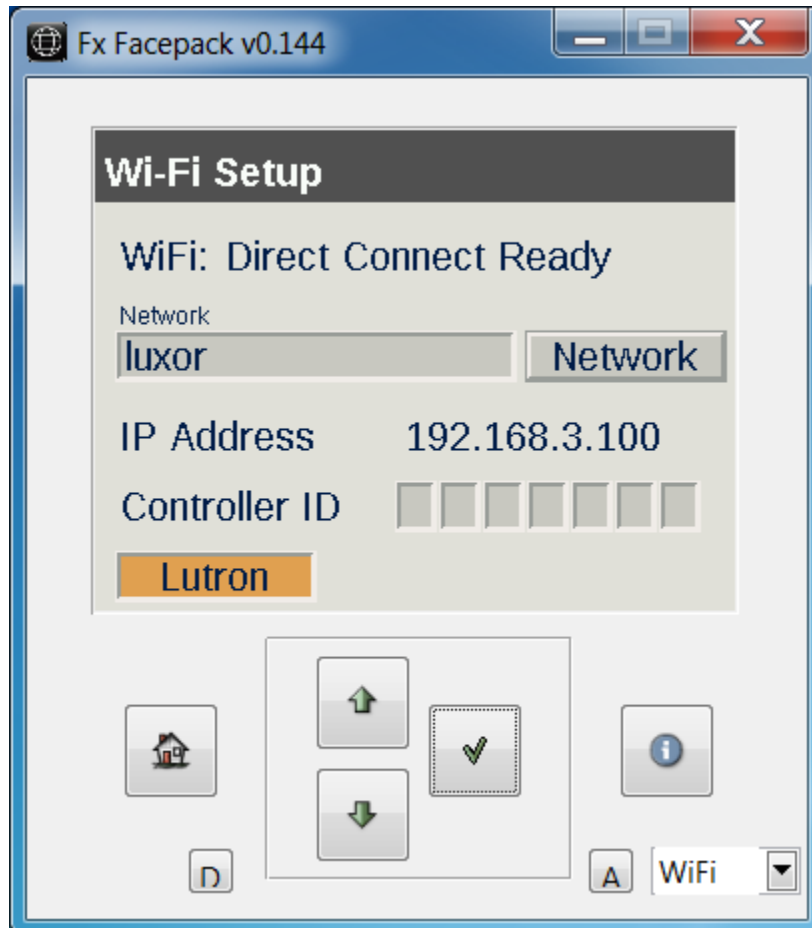 Fx Facepack v0.144
Wi-Fi Setup
WiFi: Direct Connect Ready
Network
luxor Network
IP Address 192.168.3.100
Controller ID
Lutron
D A WiFi